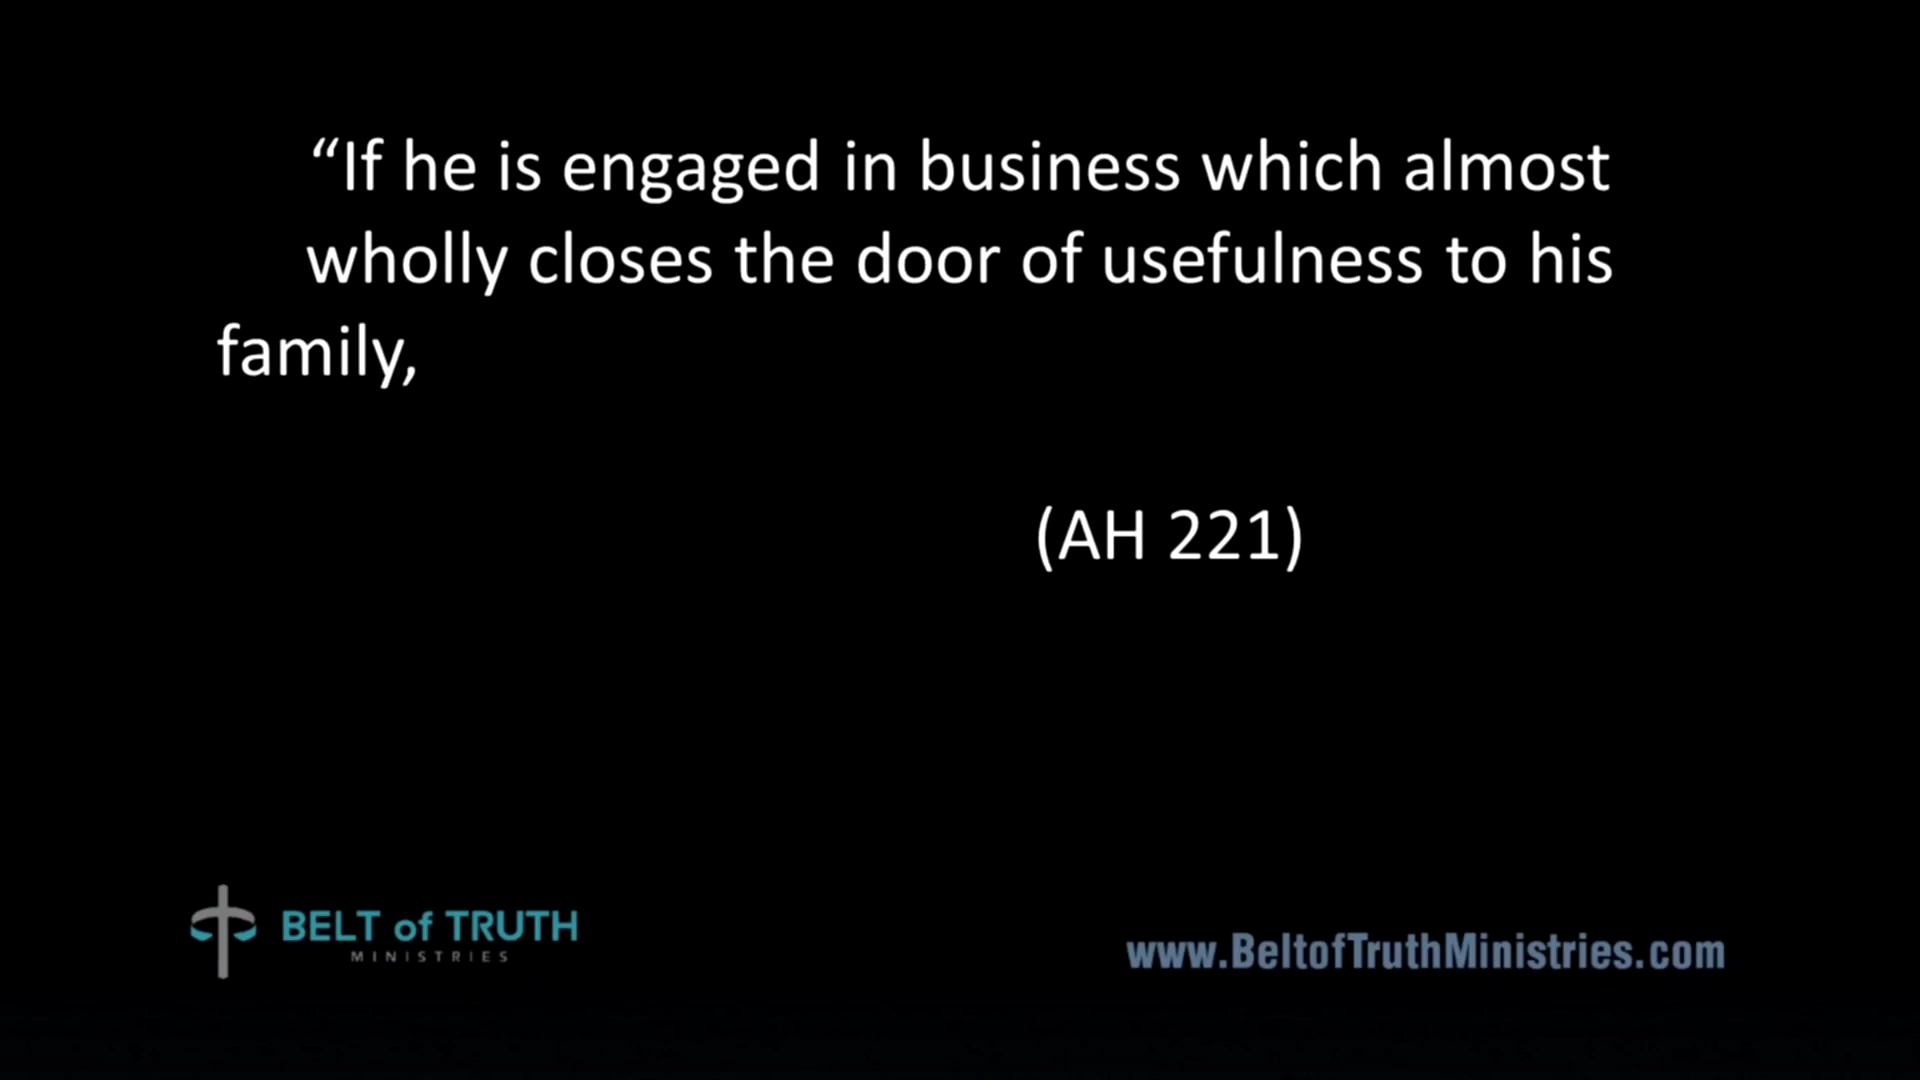 “If he is engaged in business which almost
wholly closes the door of usefulness to his
family,
(AH 221)
BELT of TRUTH
MINISTRIES
www.BeltofTruthMinistries.com